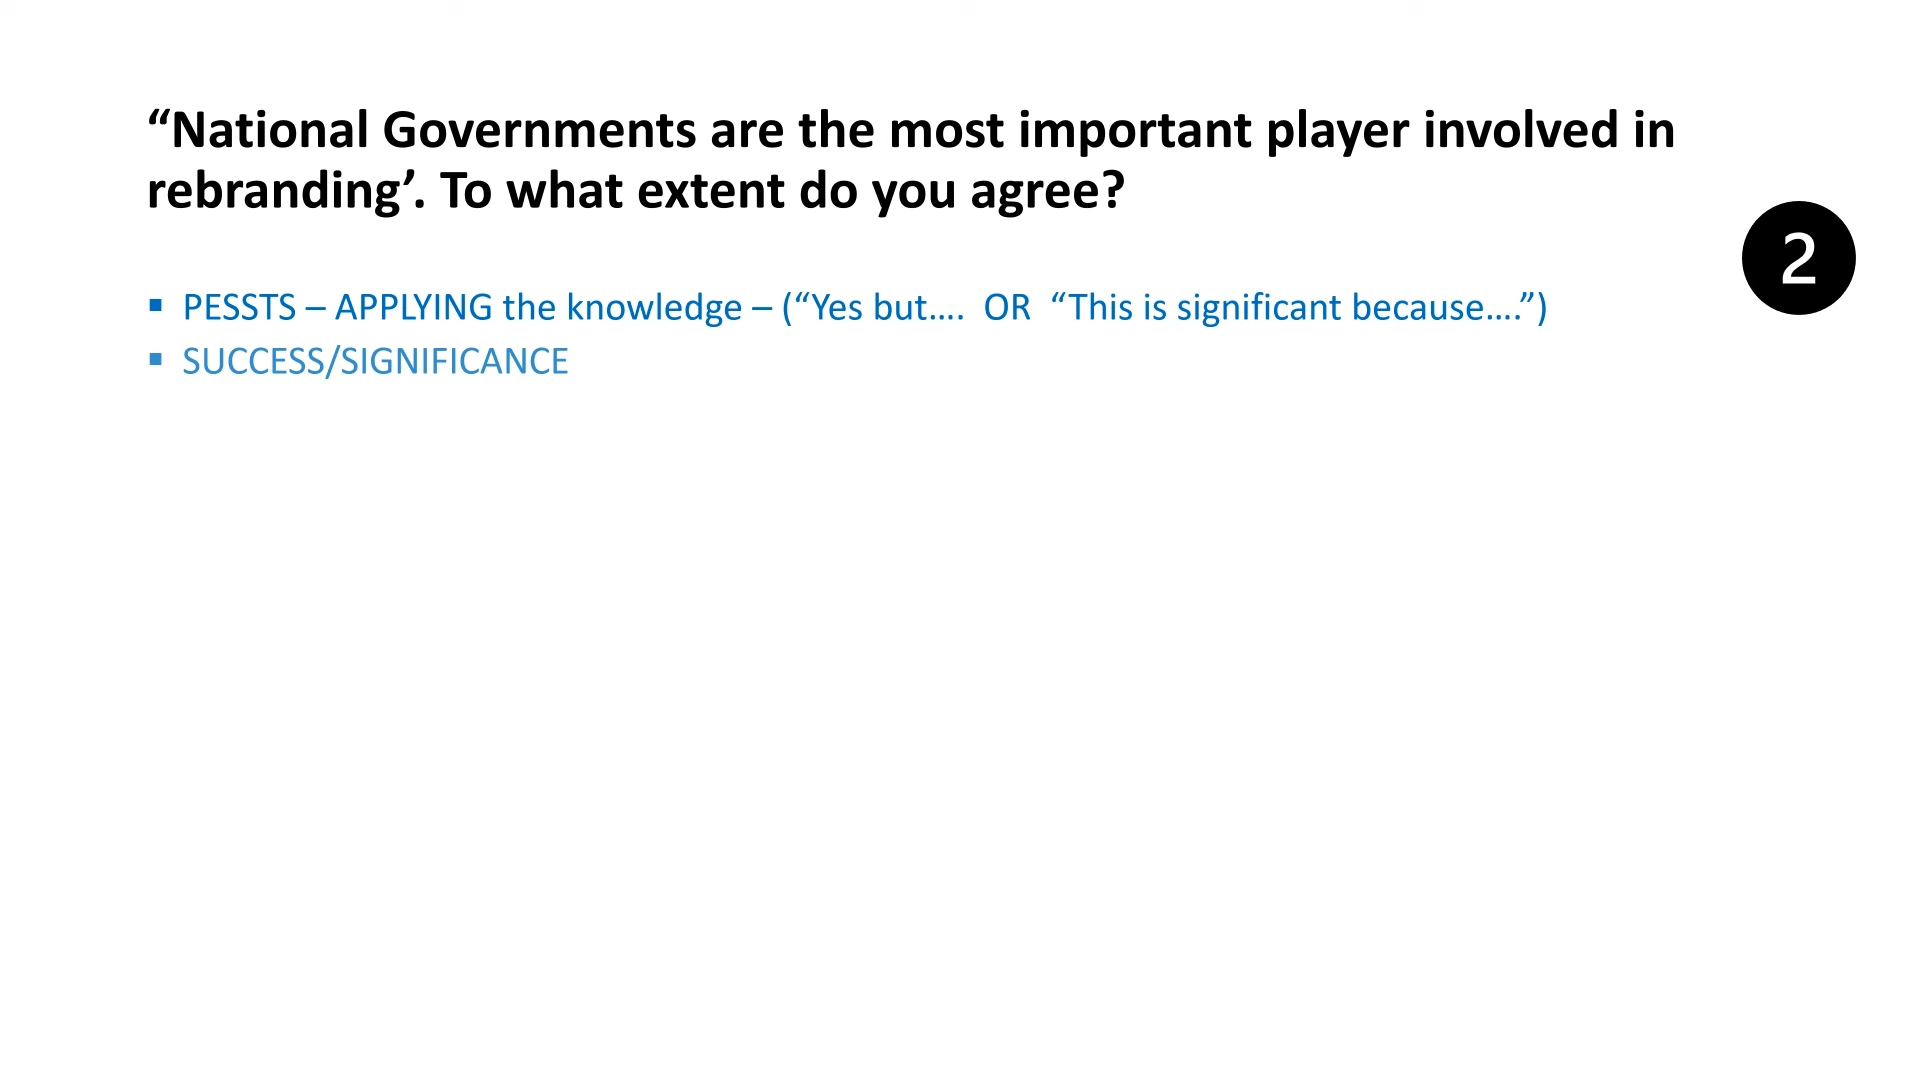 “National Governments are the most important player involved in
rebranding’. To what extent do you agree?
2
▪ PESSTS – APPLYING the knowledge – (“Yes but…. OR “This is significant because….”)
▪ SUCCESS/SIGNIFICANCE